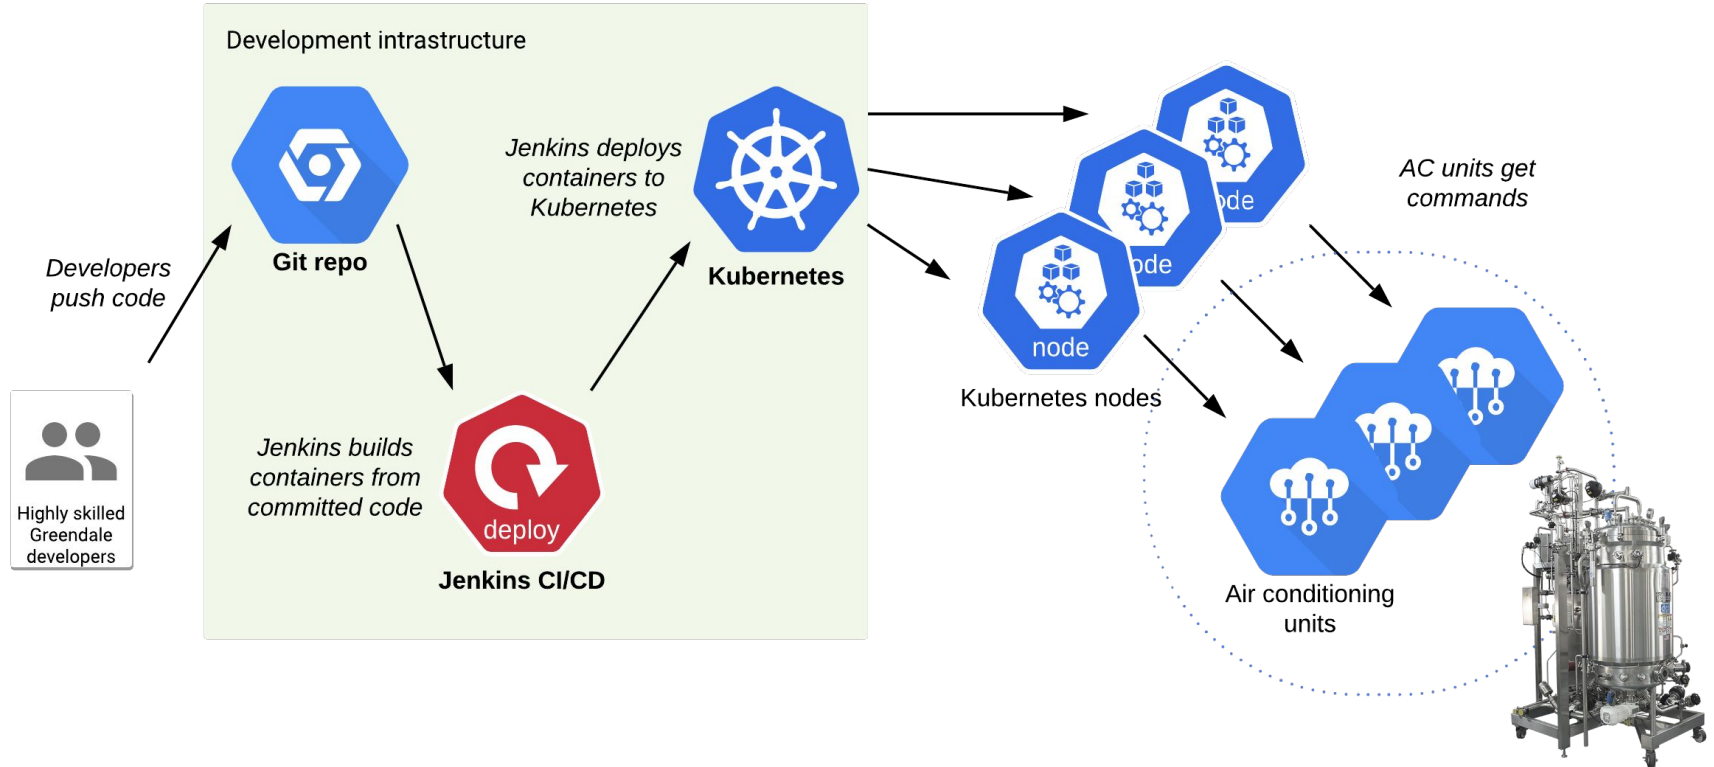 Development intrastructure
Git repo
Developers
push code
Highly skilled
Greendale
developers
Jenkins builds
containers from
committed code
deploy
Jenkins CI/CD
Jenkins deploys
containers to
Kubernetes
Kubernetes
ode
ode
node
Kubernetes nodes
AC units get
commands
Air conditioning
units